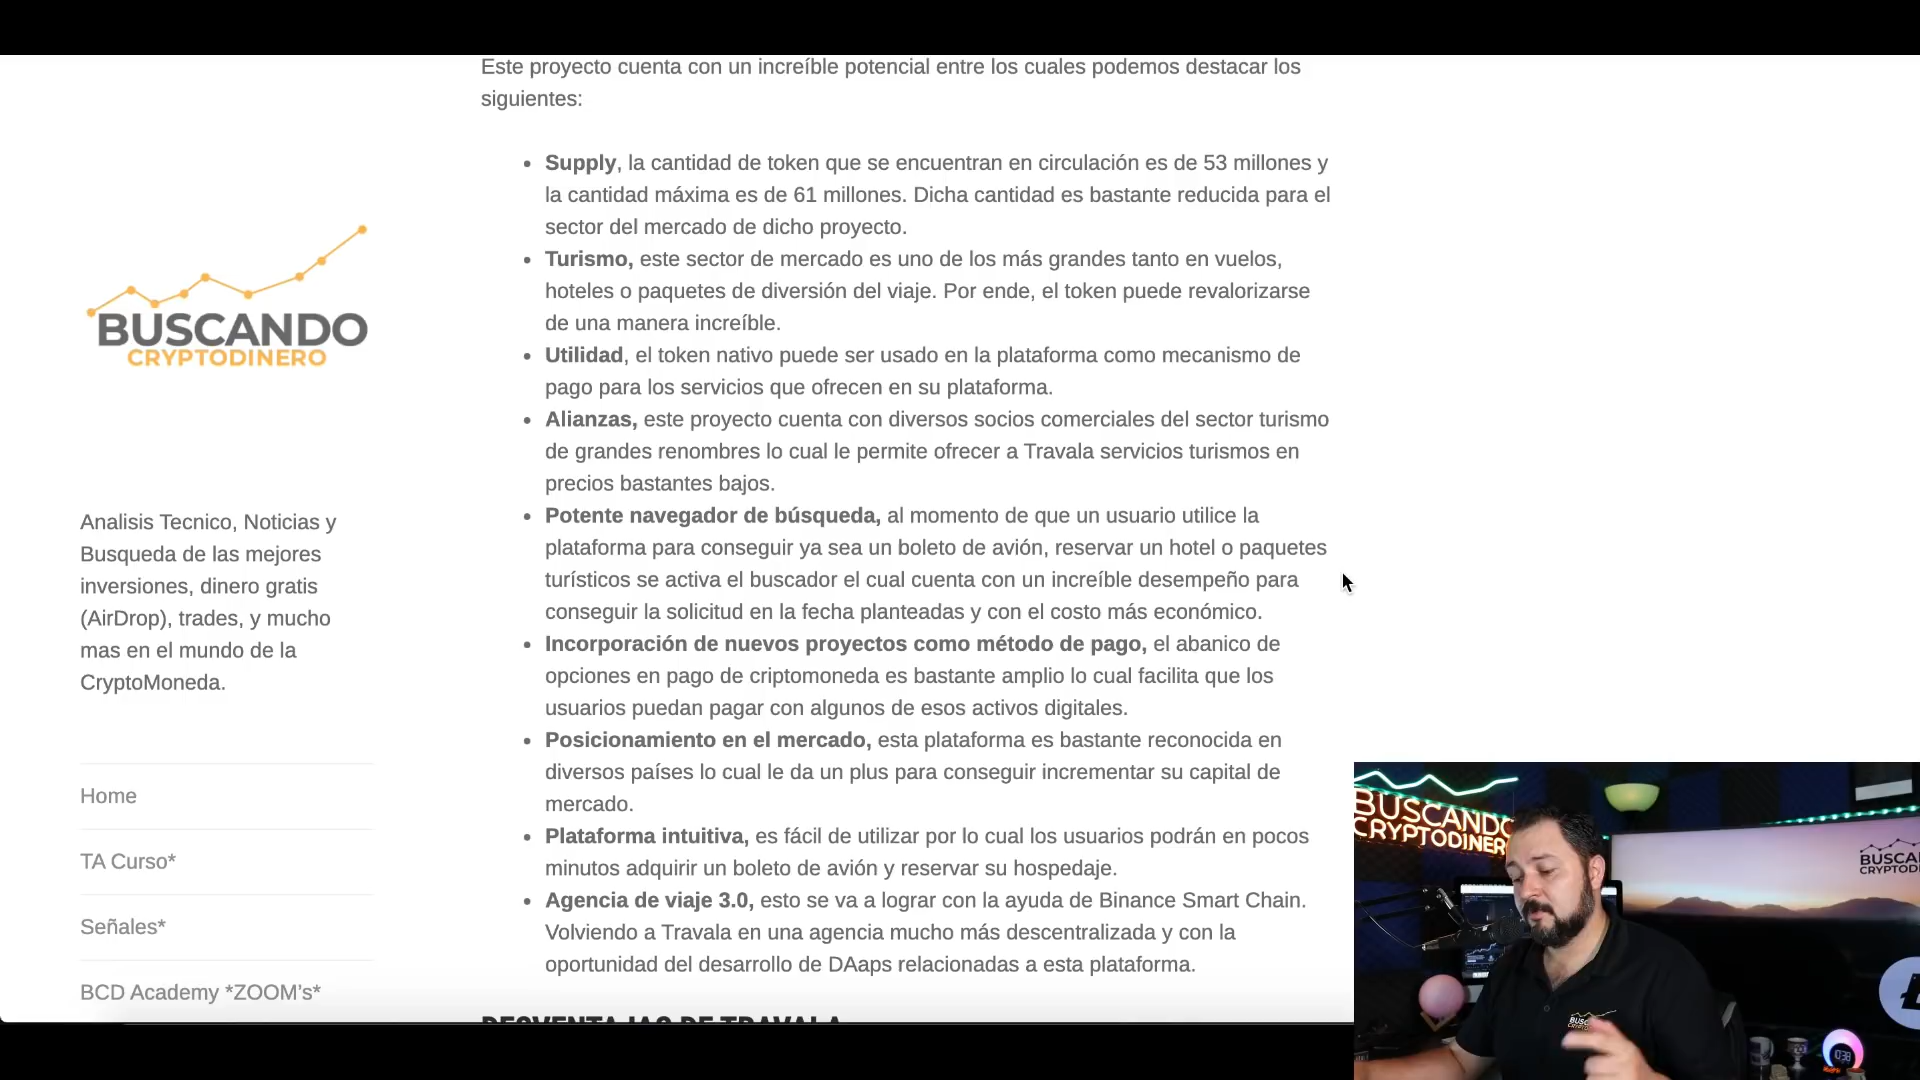 Este proyecto cuenta con un increíble potencial entre los cuales podemos destacar los
siguientes:
Supply, la cantidad de token que se encuentran en circulación es de 53 millones y
la cantidad máxima es de 61 millones. Dicha cantidad es bastante reducida para el
sector del mercado de dicho proyecto.
Turismo, este sector de mercado es uno de los más grandes tanto en vuelos,
hoteles o paquetes de diversión del viaje. Por ende, el token puede revalorizarse
de una manera increíble.
Utilidad, el token nativo puede ser usado en la plataforma como mecanismo de
pago para los servicios que ofrecen en su plataforma.
Alianzas, este proyecto cuenta con diversos socios comerciales del sector turismo
de grandes renombres lo cual le permite ofrecer a Travala servicios turismos en
precios bastantes bajos.
Potente navegador de búsqueda, al momento de que un usuario utilice la
plataforma para conseguir ya sea un boleto de avión, reservar un hotel o paquetes
turísticos se activa el buscador el cual cuenta con un increíble desempeño para
conseguir la solicitud en la fecha planteadas y con el costo más económico.
Incorporación de nuevos proyectos como método de pago, el abanico de
opciones en pago de criptomoneda es bastante amplio lo cual facilita que los
usuarios puedan pagar con algunos de esos activos digitales.
Posicionamiento en el mercado, esta plataforma es bastante reconocida en
diversos países lo cual le da un plus para conseguir incrementar su capital de
mercado.
Plataforma intuitiva, es fácil de utilizar por lo cual los usuarios podrán en pocos
minutos adquirir un boleto de avión y reservar su hospedaje.
Agencia de viaje 3.0, esto se va a lograr con la ayuda de Binance Smart Chain.
Volviendo a Travala en una agencia mucho más descentralizada y con la
oportunidad del desarrollo de DAaps relacionadas a esta plataforma.
DESVENTAJAS DE TRAVALA
BUSCANDO
CRYPTODINERO
Analisis Tecnico, Noticias y
Busqueda de las mejores
inversiones, dinero gratis
(AirDrop), trades, y mucho
mas en el mundo de la
CryptoMoneda.
Home
TA Curso*
Señales*
BCD Academy *ZOOM's*
BUSCANDO
CRYPTODINERO
BUSCA
CRYPTODI